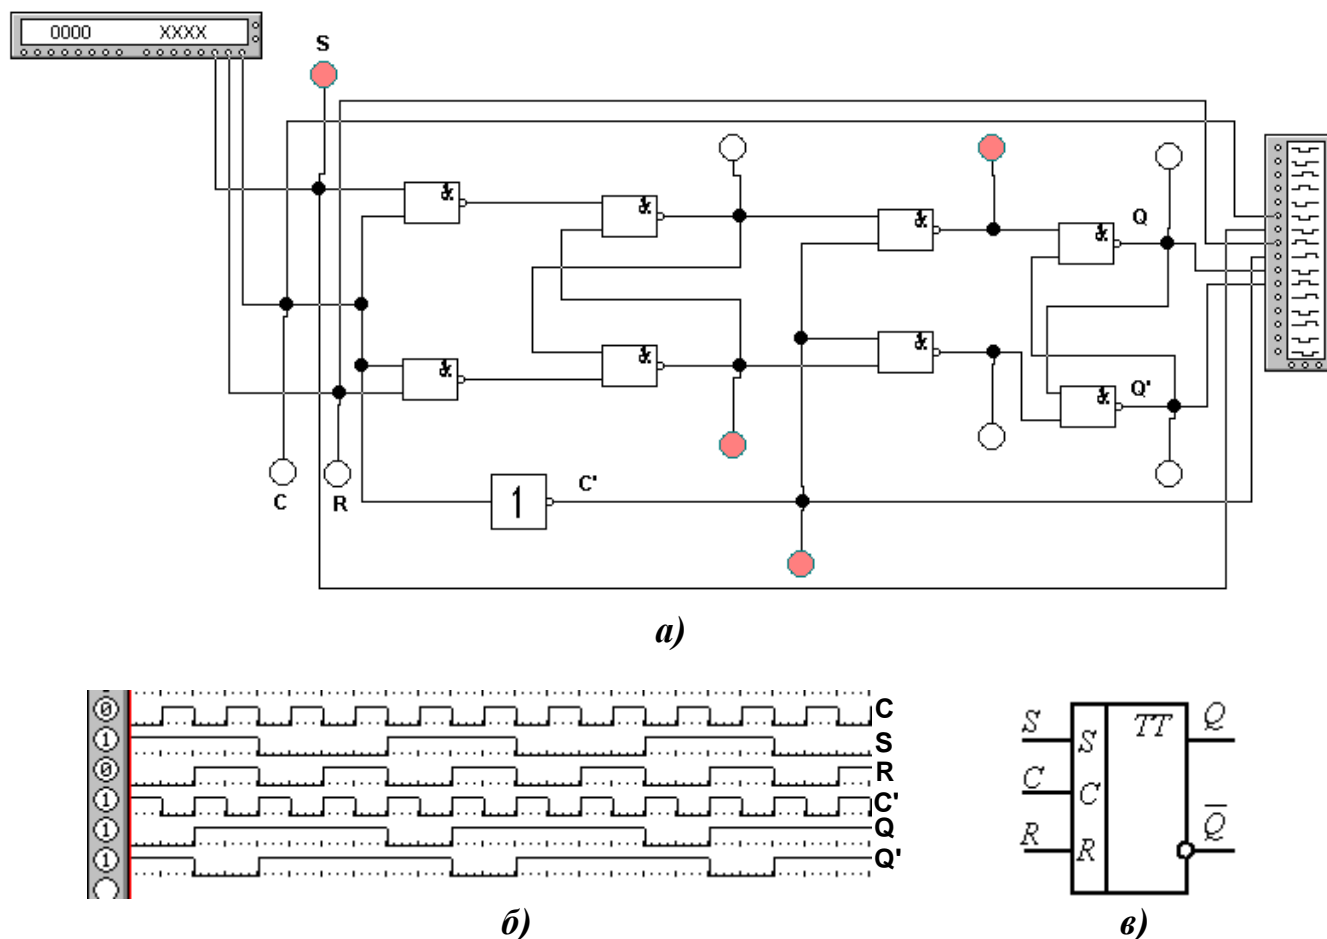 0000 XXXX
S
&
&
&
&
Q
&
&
&
Q'
&
C
R
1
C'
а)
0 C
1 S
0 R
1 C'
1 Q
1 Q'
б)
S S TT Q
C C
R R Q̅
в)